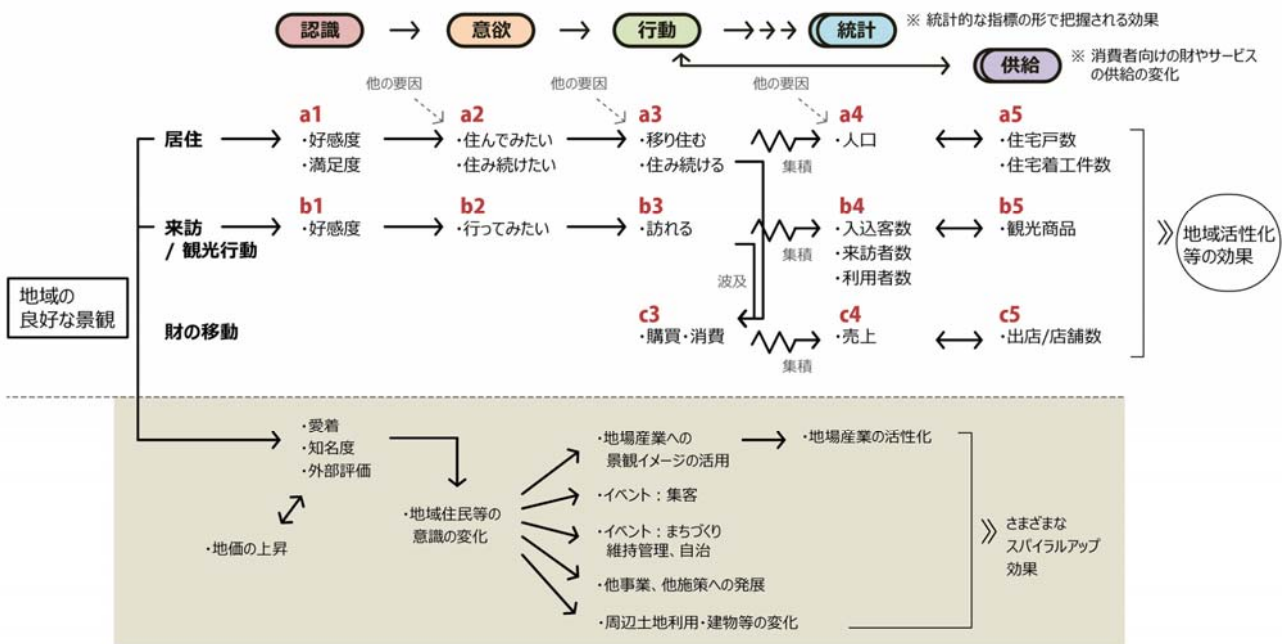 認識
意欲
行動
統計
※ 統計的な指標の形で把握される効果
供給
※ 消費者向けの財やサービス
の供給の変化
他の要因
他の要因
他の要因
居住
a1
・好感度
・満足度
a2
・住んでみたい
・住み続けたい
a3
・移り住む
・住み続ける
集積
a4
・人口
a5
・住宅戸数
・住宅着工件数
来訪
/ 観光行動
b1
・好感度
b2
・行ってみたい
b3
・訪れる
集積
b4
・入込客数
・来訪者数
・利用者数
b5
・観光商品
波及
地域活性化
等の効果
地域の
良好な景観
財の移動
c3
・購買・消費
集積
c4
・売上
c5
・出店/店舗数
・愛着
・知名度
・外部評価
・地価の上昇
・地域住民等の
意識の変化
・地場産業への
景観イメージの活用
・地場産業の活性化
・イベント：集客
・イベント：まちづくり
維持管理、自治
・他事業、他施策への発展
・周辺土地利用・建物等の変化
さまざまな
スパイラルアップ
効果